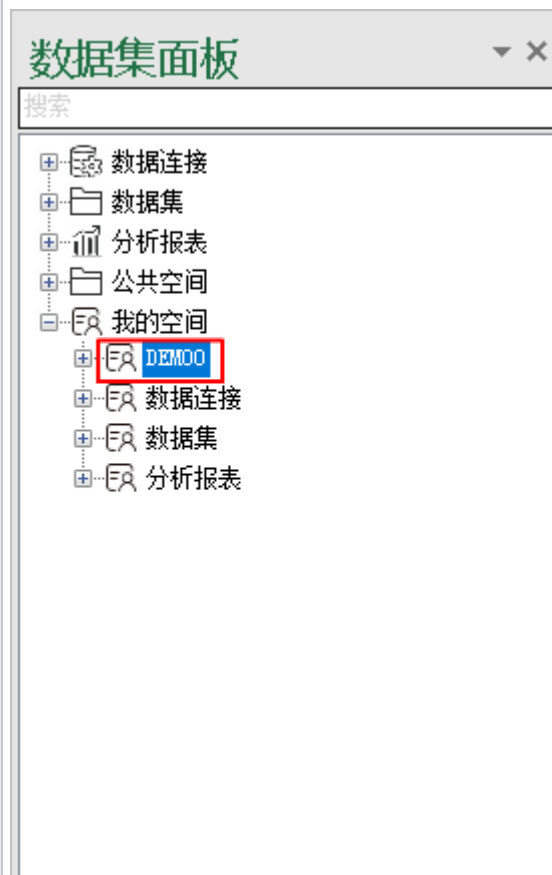 数据集面板
搜索
数据连接
数据集
分析报表
公共空间
我的空间
DEMOO
数据连接
数据集
分析报表